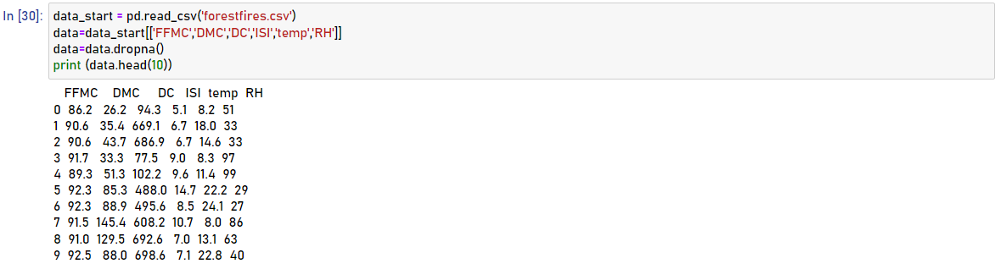 In [30]: data_start = pd.read_csv('forestfires.csv')
data=data_start[['FFMC','DMC','DC','ISI','temp','RH']]
data=data.dropna()
print (data.head(10))
FFMC DMC DC ISI temp RH
0 86.2 26.2 94.3 5.1 8.2 51
1 90.6 35.4 669.1 6.7 18.0 33
2 90.6 43.7 686.9 6.7 14.6 33
3 91.7 33.3 77.5 9.0 8.3 97
4 89.3 51.3 102.2 9.6 11.4 99
5 92.3 85.3 488.0 14.7 22.2 29
6 92.3 88.9 495.6 8.5 24.1 27
7 91.5 145.4 608.2 10.7 8.0 86
8 91.0 129.5 692.6 7.0 13.1 63
9 92.5 88.0 698.6 7.1 22.8 40